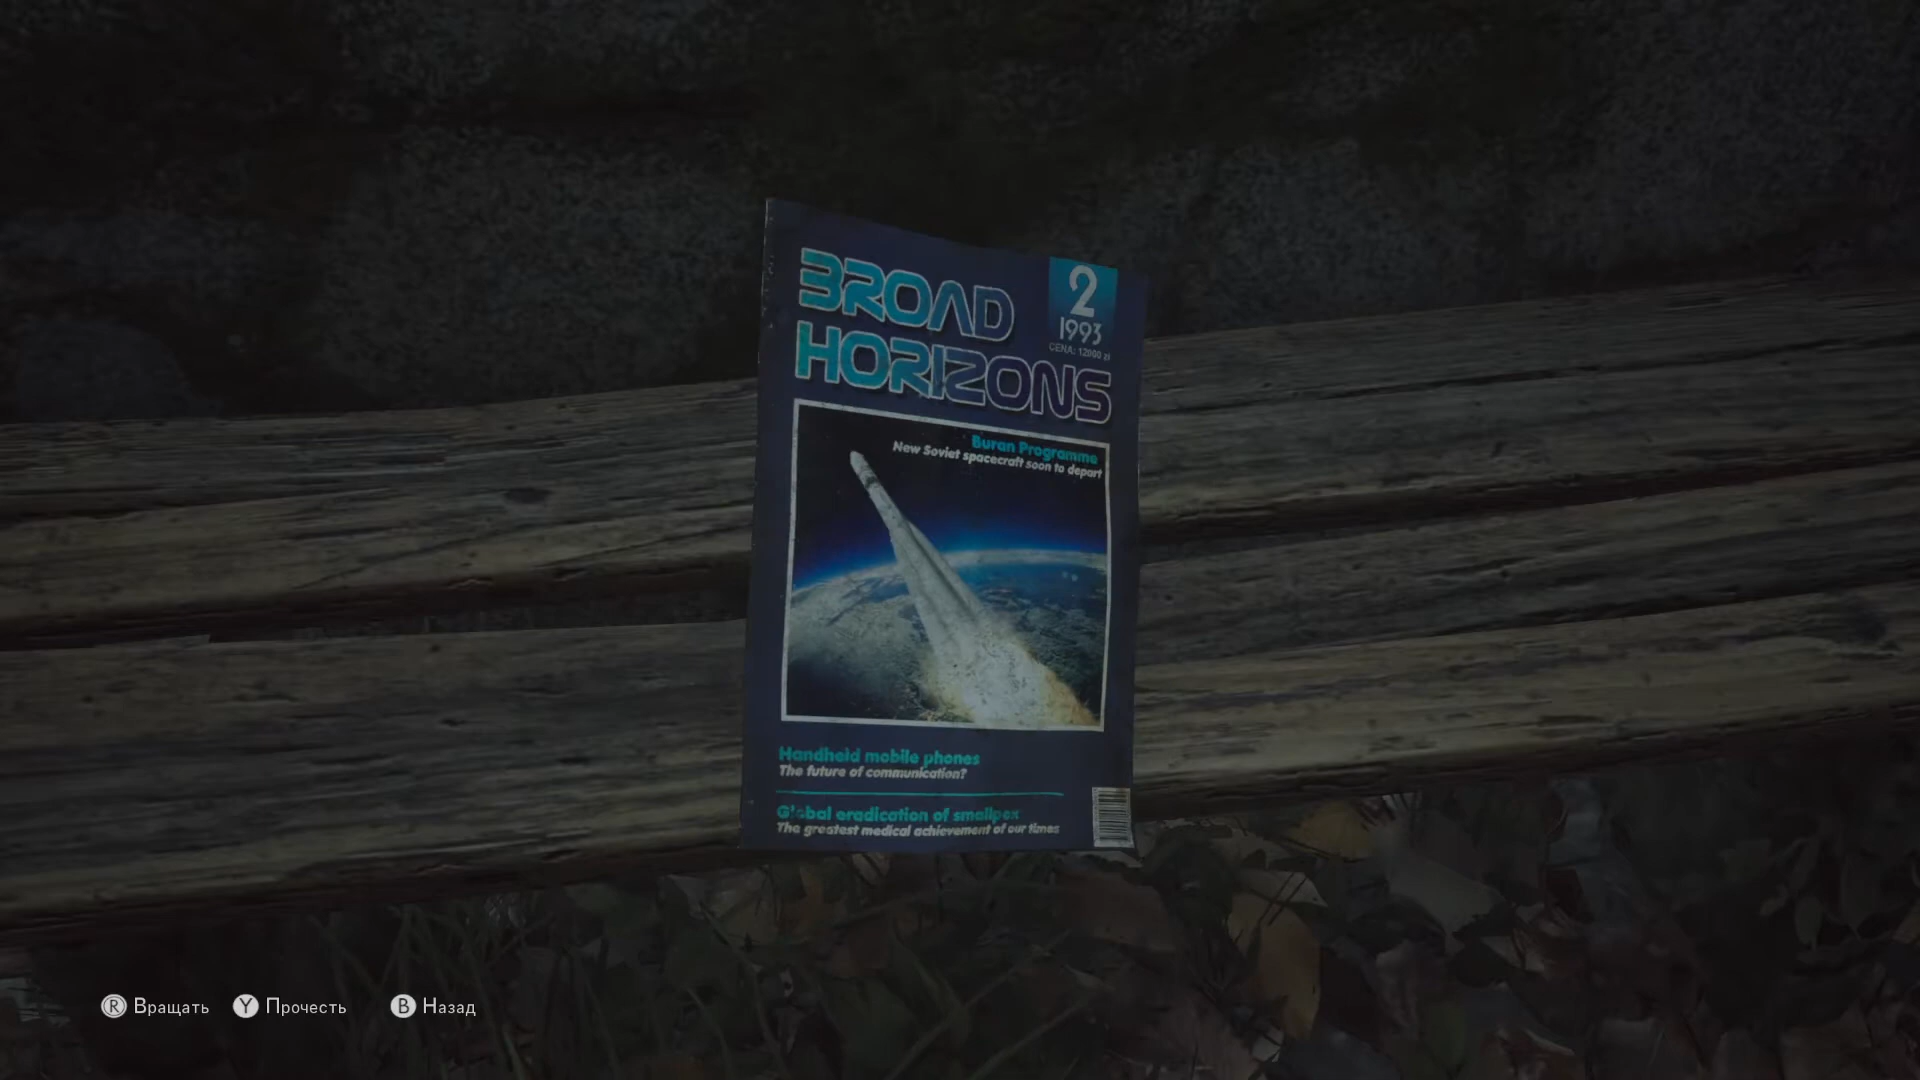 BROAD
HORIZONS
2
1993
CENA: 12000 zł
Buran Programme
New Soviet spacecraft soon to depart
Handheld mobile phones
The future of communication?
Global eradication of smallpox
The greatest medical achievement of our times
R Вращать Y Прочесть B Назад